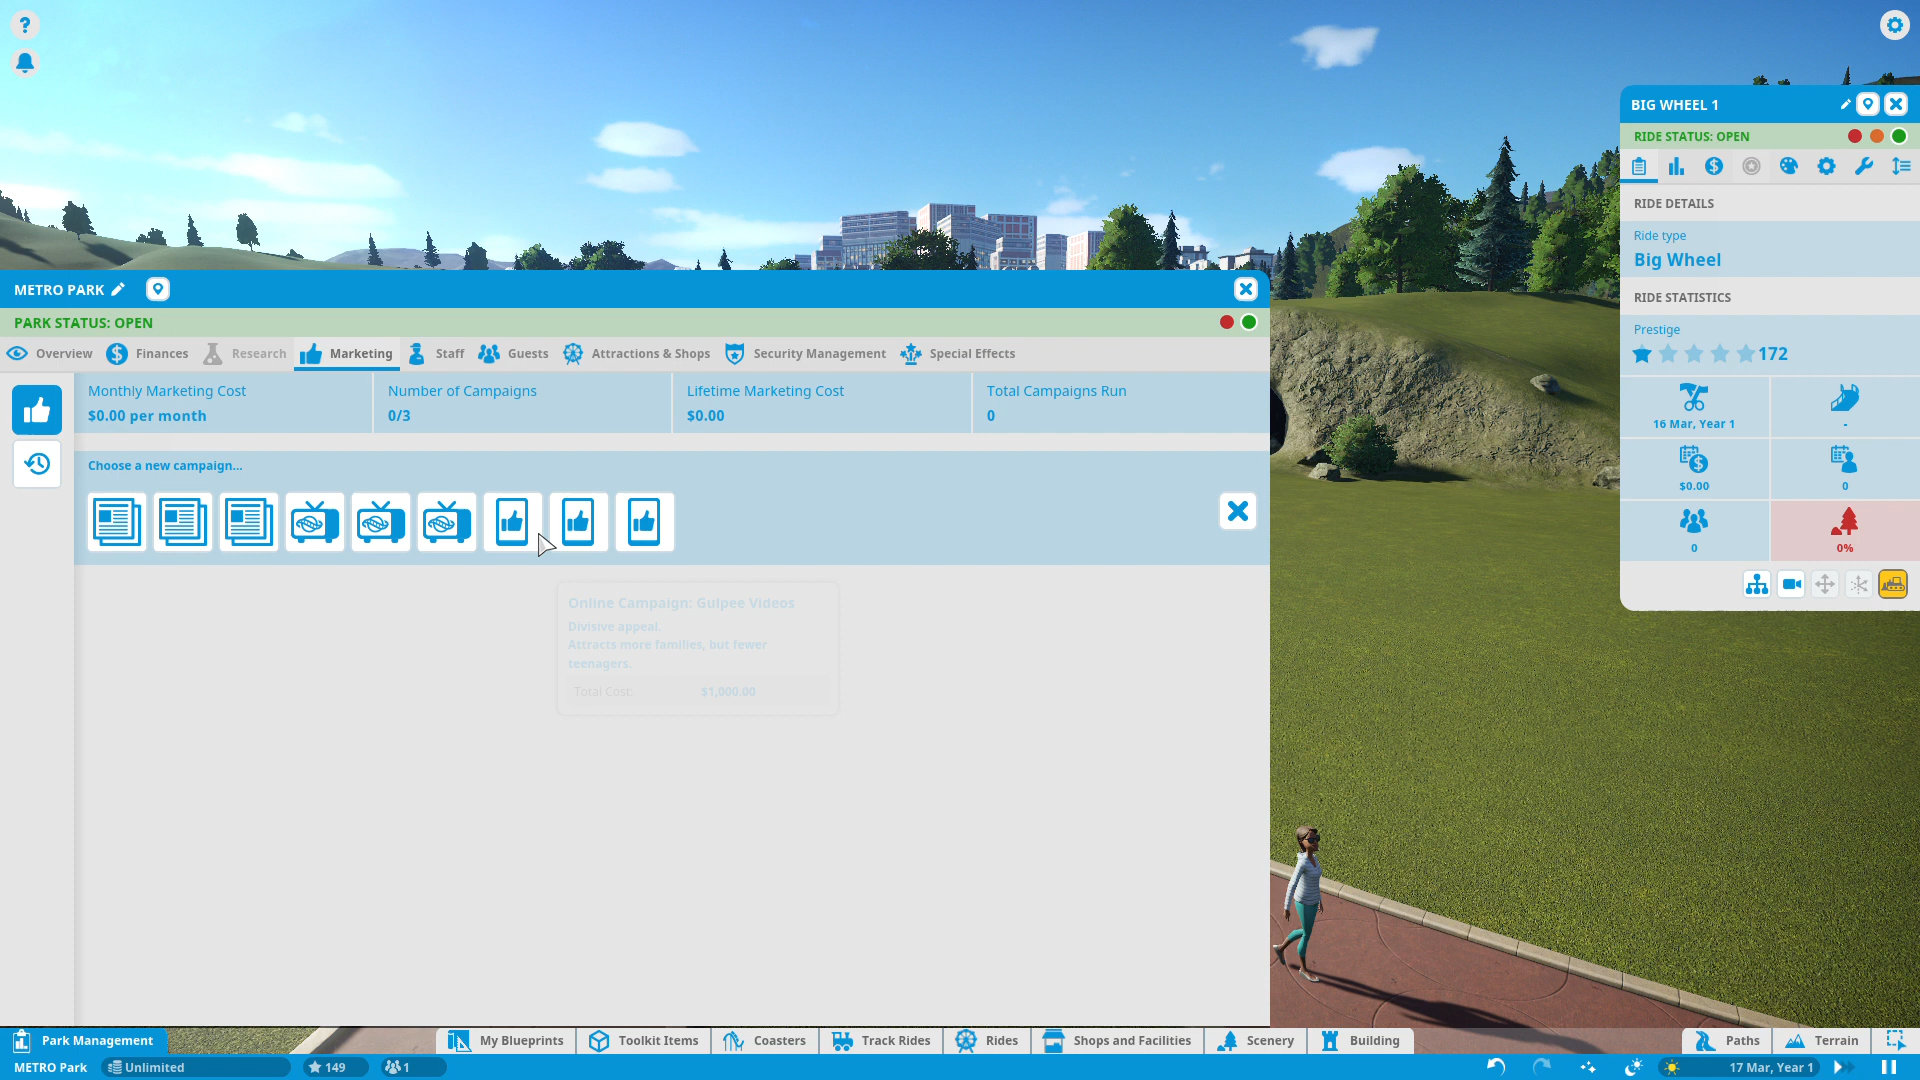 ?
BIG WHEEL 1
RIDE STATUS: OPEN
RIDE DETAILS
Ride type
Big Wheel
RIDE STATISTICS
Prestige
172
16 Mar, Year 1
-
$0.00
0
0
0%
METRO PARK
PARK STATUS: OPEN
Overview
Finances
Research
Marketing
Staff
Guests
Attractions & Shops
Security Management
Special Effects
Monthly Marketing Cost
$0.00 per month
Number of Campaigns
0/3
Lifetime Marketing Cost
$0.00
Total Campaigns Run
0
Choose a new campaign...
Online Campaign: Gulpee Videos
Divisive appeal.
Attracts more families, but fewer
teenagers.
Total Cost: $1,000.00
Park Management
My Blueprints
Toolkit Items
Coasters
Track Rides
Rides
Shops and Facilities
Scenery
Building
Paths
Terrain
METRO Park
Unlimited
149
1
17 Mar, Year 1